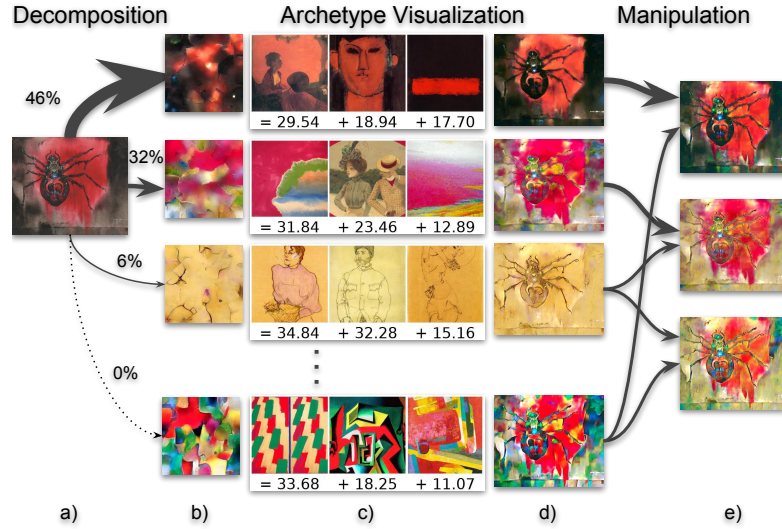 Decomposition
Archetype Visualization
Manipulation
46%
= 29.54 + 18.94 + 17.70
32%
= 31.84 + 23.46 + 12.89
6%
= 34.84 + 32.28 + 15.16
0%
= 33.68 + 18.25 + 11.07
a)
b)
c)
d)
e)